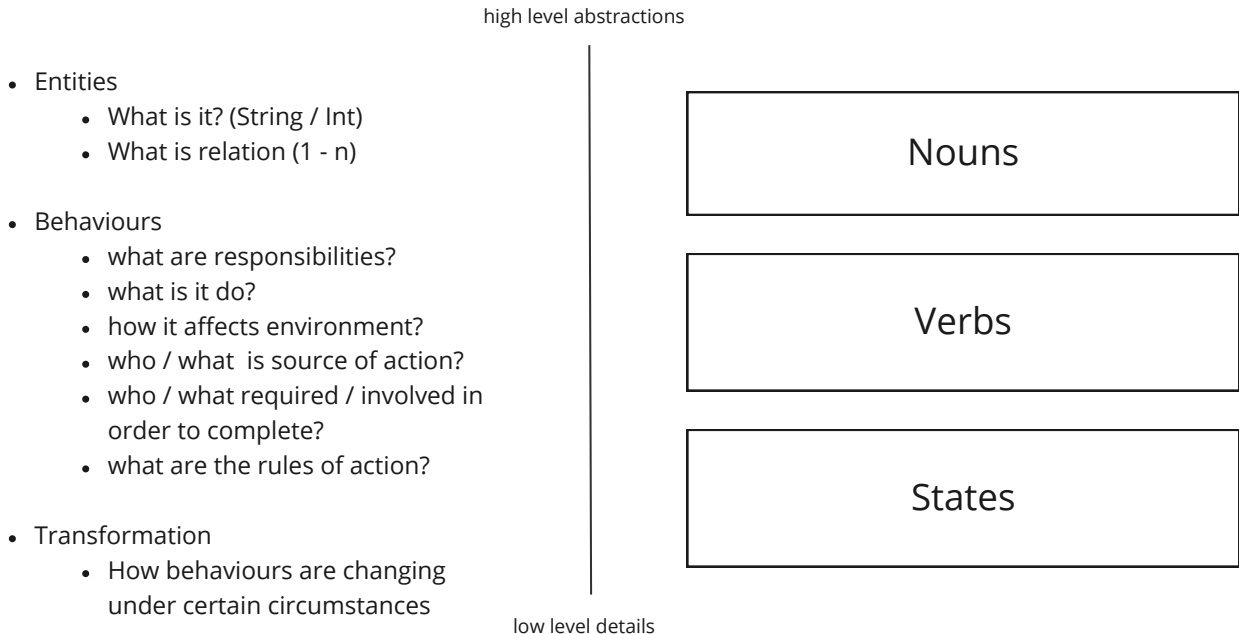 high level abstractions
• Entities
• What is it? (String / Int)
• What is relation (1 - n)
• Behaviours
• what are responsibilities?
• what is it do?
• how it affects environment?
• who / what  is source of action?
• who / what required / involved in
order to complete?
• what are the rules of action?
• Transformation
• How behaviours are changing
under certain circumstances
low level details
Nouns
Verbs
States